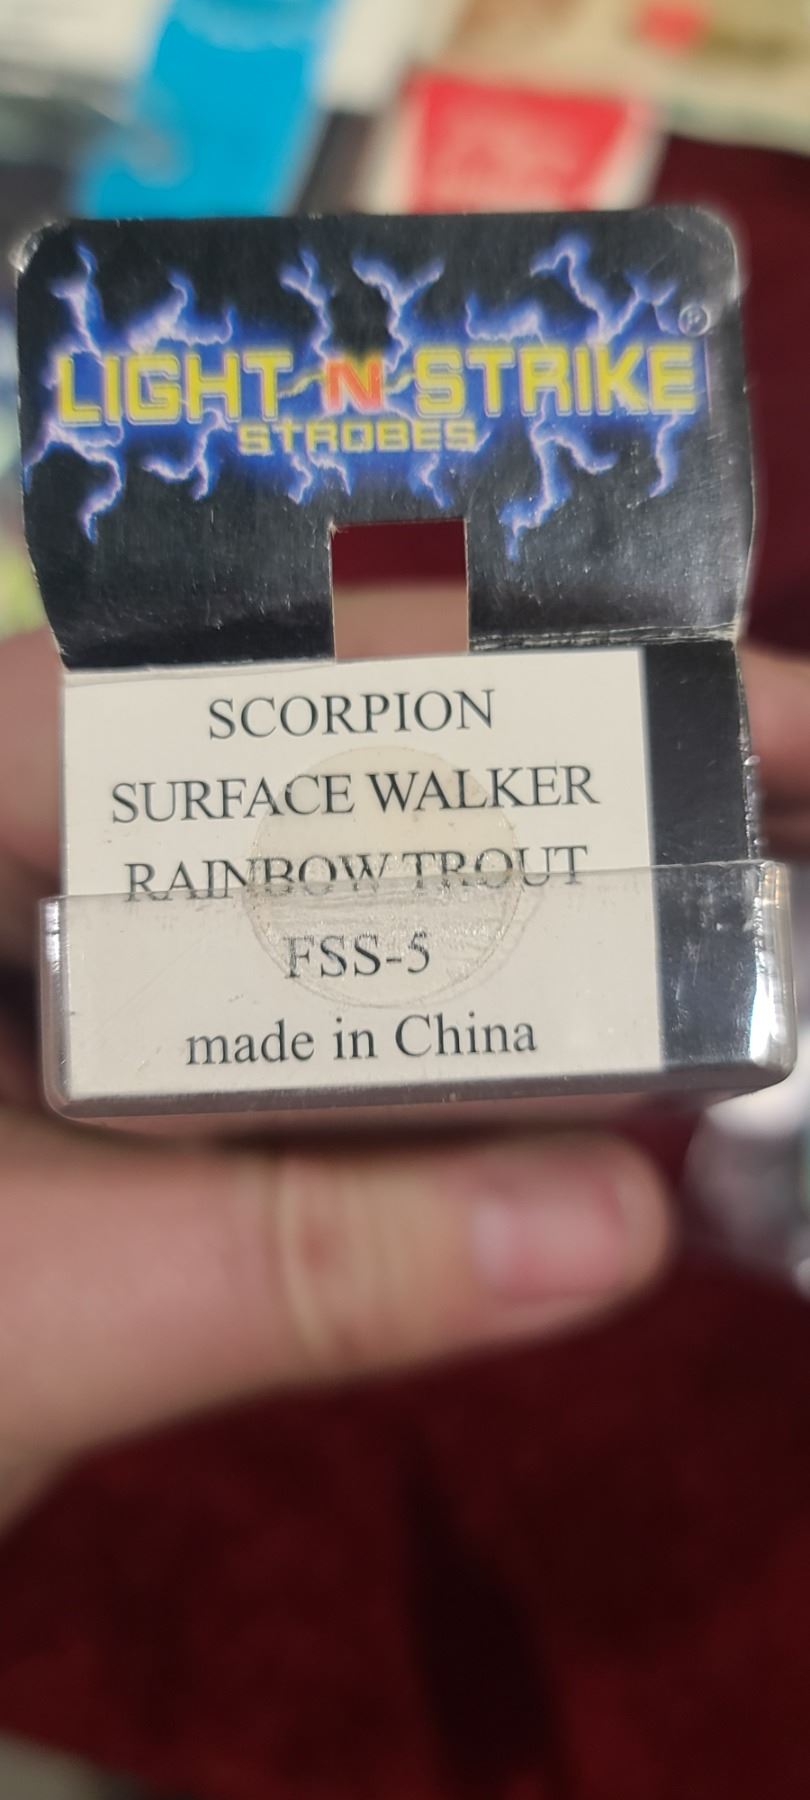 LIGHT N STRIKE ®
STROBES
SCORPION
SURFACE WALKER
RAINBOW TROUT
FSS-5
made in China